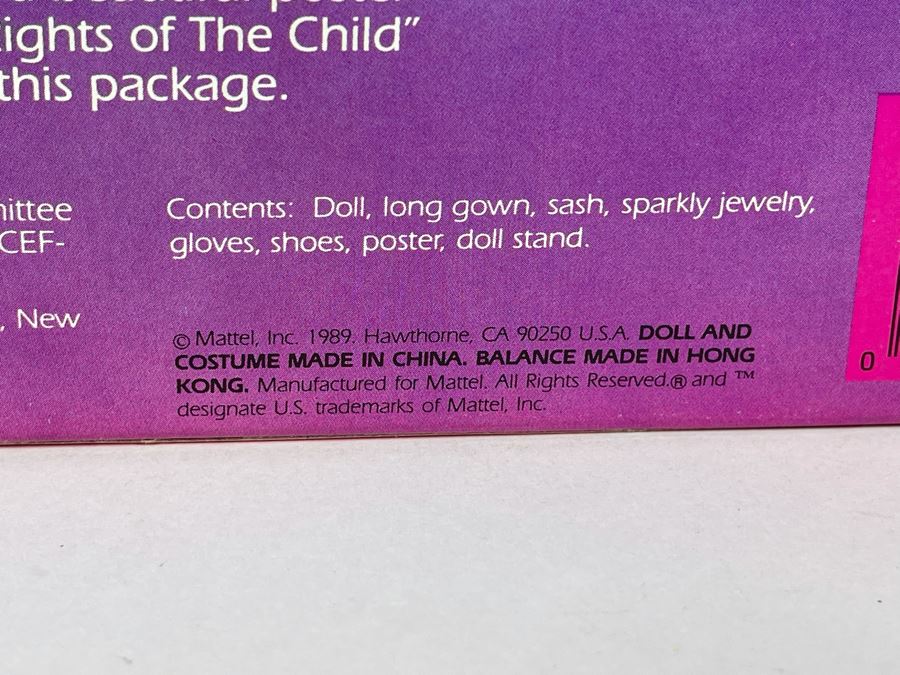 ights of The Child”
this package.
mittee
CEF-
, New
Contents: Doll, long gown, sash, sparkly jewelry,
gloves, shoes, poster, doll stand.
© Mattel, Inc. 1989. Hawthorne, CA 90250 U.S.A. DOLL AND
COSTUME MADE IN CHINA. BALANCE MADE IN HONG
KONG. Manufactured for Mattel. All Rights Reserved.® and ™
designate U.S. trademarks of Mattel, Inc.
0